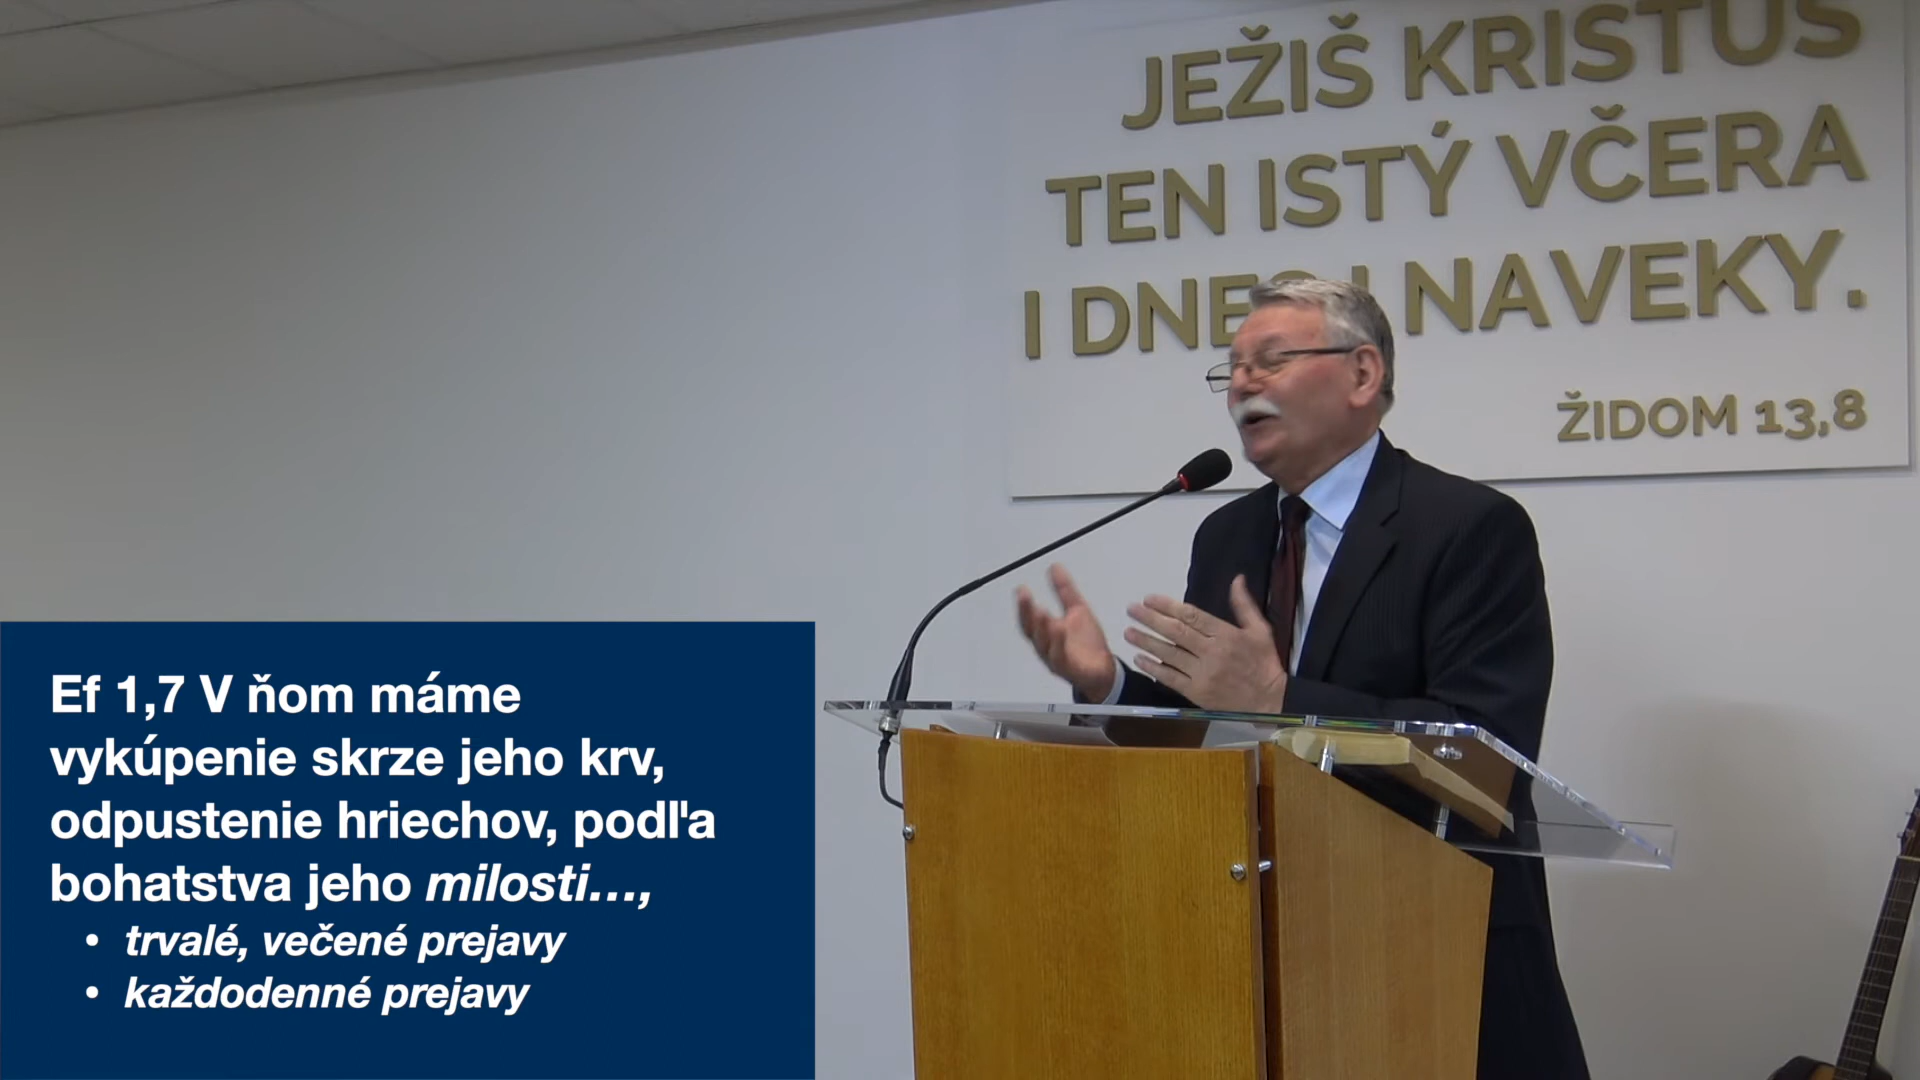 JEŽIŠ KRISTUS
TEN ISTÝ VČERA
I DNES I NAVEKY.
ŽIDOM 13,8
Ef 1,7 V ňom máme
vykúpenie skrze jeho krv,
odpustenie hriechov, podľa
bohatstva jeho milosti...,
• trvalé, večené prejavy
• každodenné prejavy